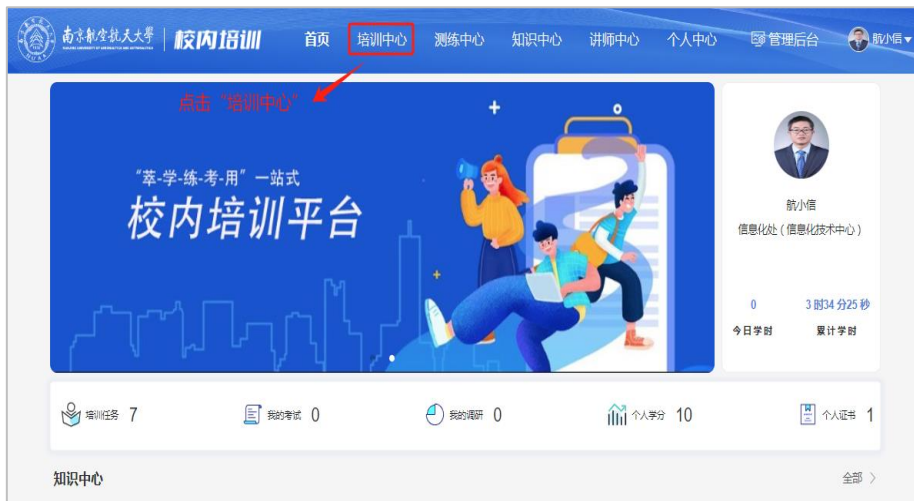 南京航空航天大學 校内培训 首页 培训中心 测练中心 知识中心 讲师中心 个人中心 管理后台 航小信
点击“培训中心”
“萃-学-练-考-用”一站式
校内培训平台
航小信
信息化处（信息化技术中心）
0 3时34分25秒
今日学时 累计学时
培训任务 7 我的考试 0 我的调研 0 个人学分 10 个人证书 1
知识中心 全部